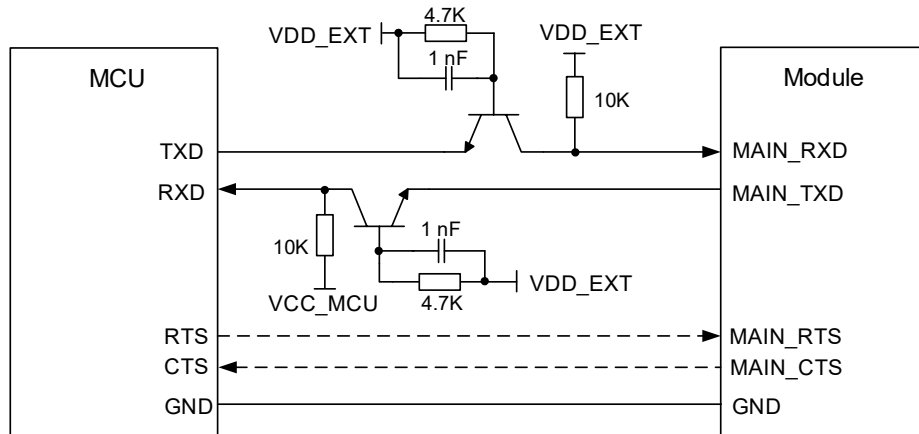 4.7K
VDD_EXT
VDD_EXT
MCU
1 nF
Module
10K
TXD
MAIN_RXD
RXD
MAIN_TXD
1 nF
10K
VDD_EXT
4.7K
VCC_MCU
RTS
MAIN_RTS
CTS
MAIN_CTS
GND
GND